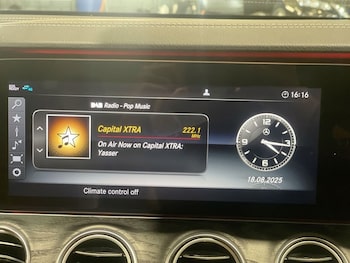 16:16
DAB Radio - Pop Music
Capital XTRA 222.1
MHz
On Air Now on Capital XTRA:
Yasser
18.08.2025
Climate control off